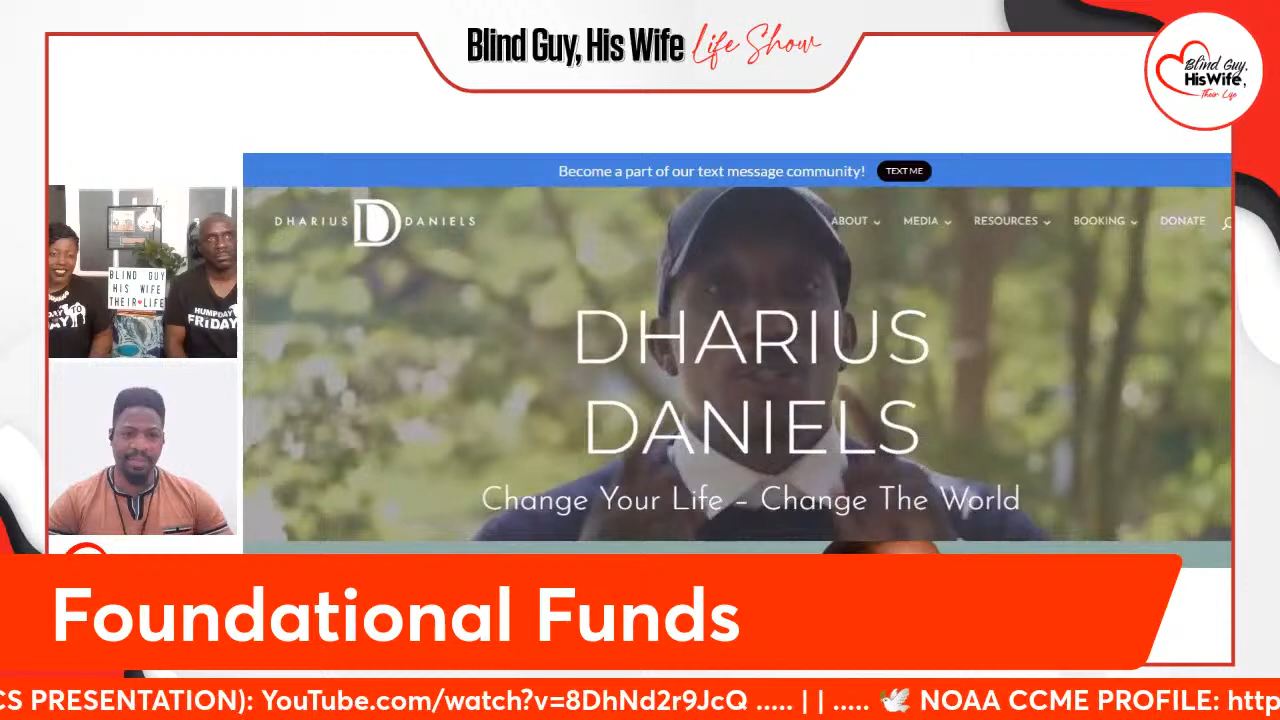 Blind Guy, His Wife Life Show
Blind Guy,
His Wife,
Their Life
Become a part of our text message community!
TEXT ME
DHARIUS D DANIELS
ABOUT
MEDIA
RESOURCES
BOOKING
DONATE
BLIND GUY
HIS WIFE
THEIR LIFE
HUMPDAY
FRIDAY
DHARIUS
DANIELS
Change Your Life – Change The World
Foundational Funds
CS PRESENTATION): YouTube.com/watch?v=8DhNd2r9JcQ ..... | | ..... 🕊️ NOAA CCME PROFILE: http